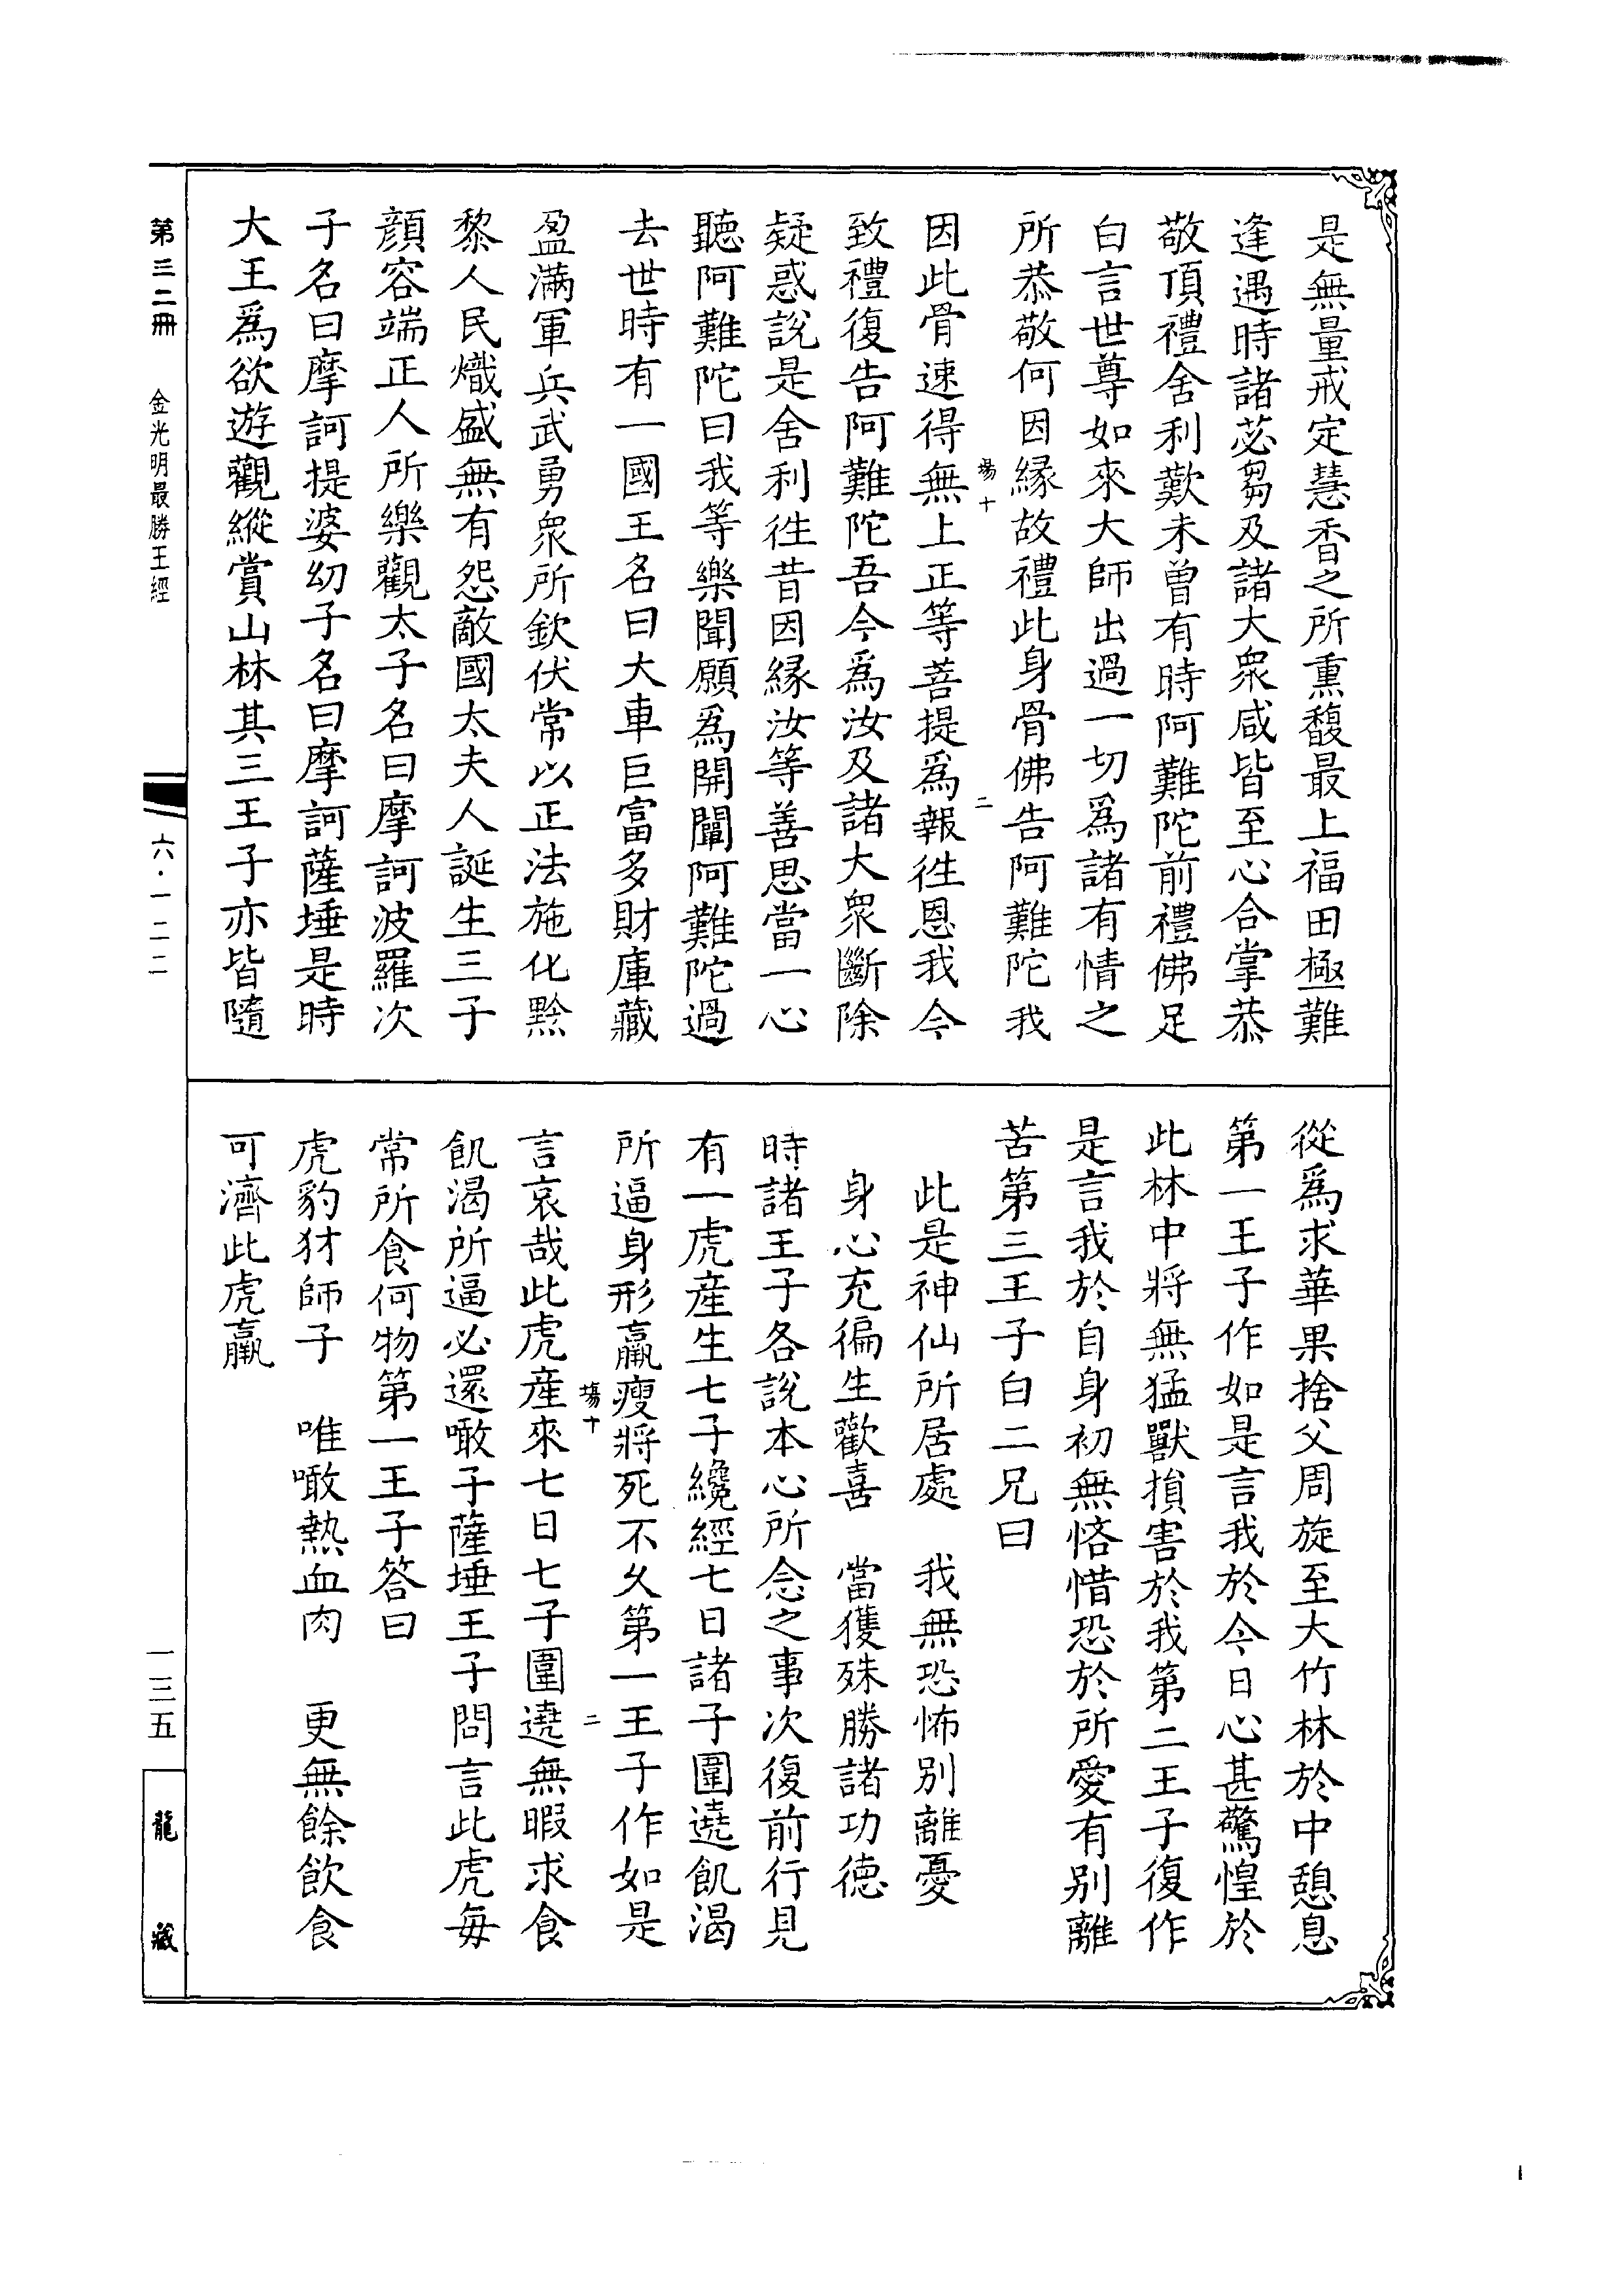 是無量戒定慧香之所熏馥最上福田極難
逢遇時諸苾芻及諸大眾咸皆至心合掌恭
敬頂禮舍利歎未曾有時阿難陀前禮佛足
白言世尊如來大師出過一切爲諸有情之
所恭敬何因緣故禮此身骨佛告阿難陀我
塲十 二
因此骨速得無上正等菩提爲報徃恩我今
致禮復告阿難陀吾今爲汝及諸大眾斷除
疑惑說是舍利徃昔因緣汝等善思當一心
聽阿難陀曰我等樂聞願爲開闡阿難陀過
去世時有一國王名曰大車巨富多財庫藏
盈滿軍兵武勇眾所欽伏常以正法施化黔
黎人民熾盛無有怨敵國太夫人誕生三子
顏容端正人所樂觀太子名曰摩訶波羅次
子名曰摩訶提婆幼子名曰摩訶薩埵是時
大王爲欲遊觀縱賞山林其三王子亦皆隨
從爲求華果捨父周旋至大竹林於中憩息
第一王子作如是言我於今日心甚驚惶於
此林中將無猛獸損害於我第二王子復作
是言我於自身初無悋惜恐於所愛有別離
苦第三王子白二兄曰
此是神仙所居處　我無恐怖別離憂
身心充徧生歡喜　當獲殊勝諸功德
時諸王子各說本心所念之事次復前行見
有一虎產生七子纔經七日諸子圍遶飢渴
所逼身形羸瘦將死不久第一王子作如是
塲十 二
言哀哉此虎產來七日七子圍遶無暇求食
飢渴所逼必還噉子薩埵王子問言此虎每
常所食何物第一王子答曰
虎豹犲師子　唯噉熱血肉　更無餘飲食
可濟此虎羸
第三二冊　金光明最勝王經　六·一二二　一三五　龍藏